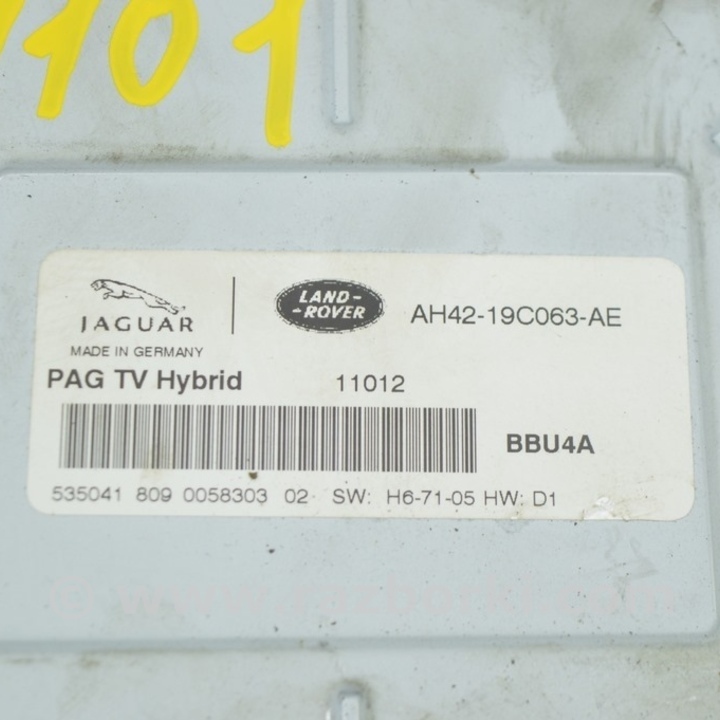 101
JAGUAR
LAND-
-ROVER
AH42-19C063-AE
MADE IN GERMANY
PAG TV Hybrid 11012
BBU4A
535041 809 0058303 02 SW: H6-71-05 HW: D1